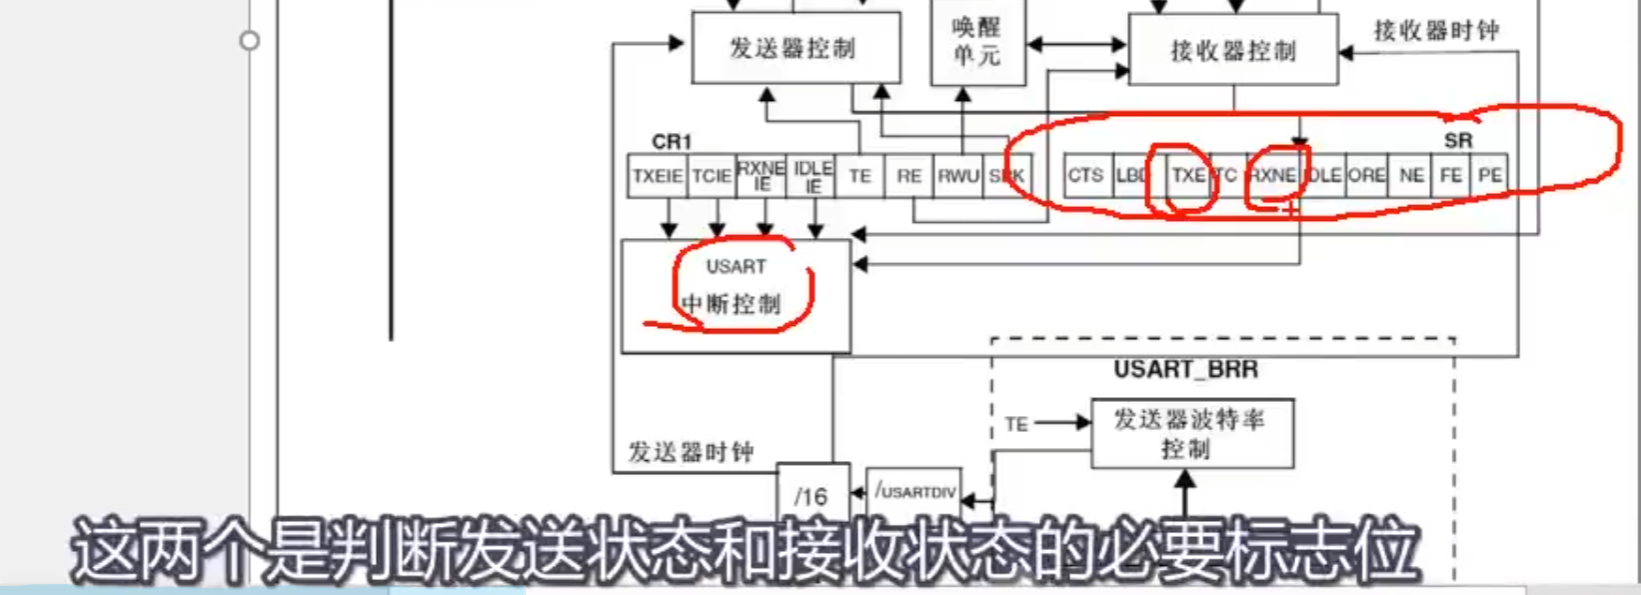 发送器控制
唤醒
单元
接收器控制
接收器时钟
CR1
SR
TXEIE TCIE RXNE IE IDLE IE TE RE RWU SBK
CTS LBD TXE TC RXNE IDLE ORE NE FE PE
USART
中断控制
USART_BRR
TE
发送器波特率
控制
发送器时钟
/16
/USARTDIV
这两个是判断发送状态和接收状态的必要标志位